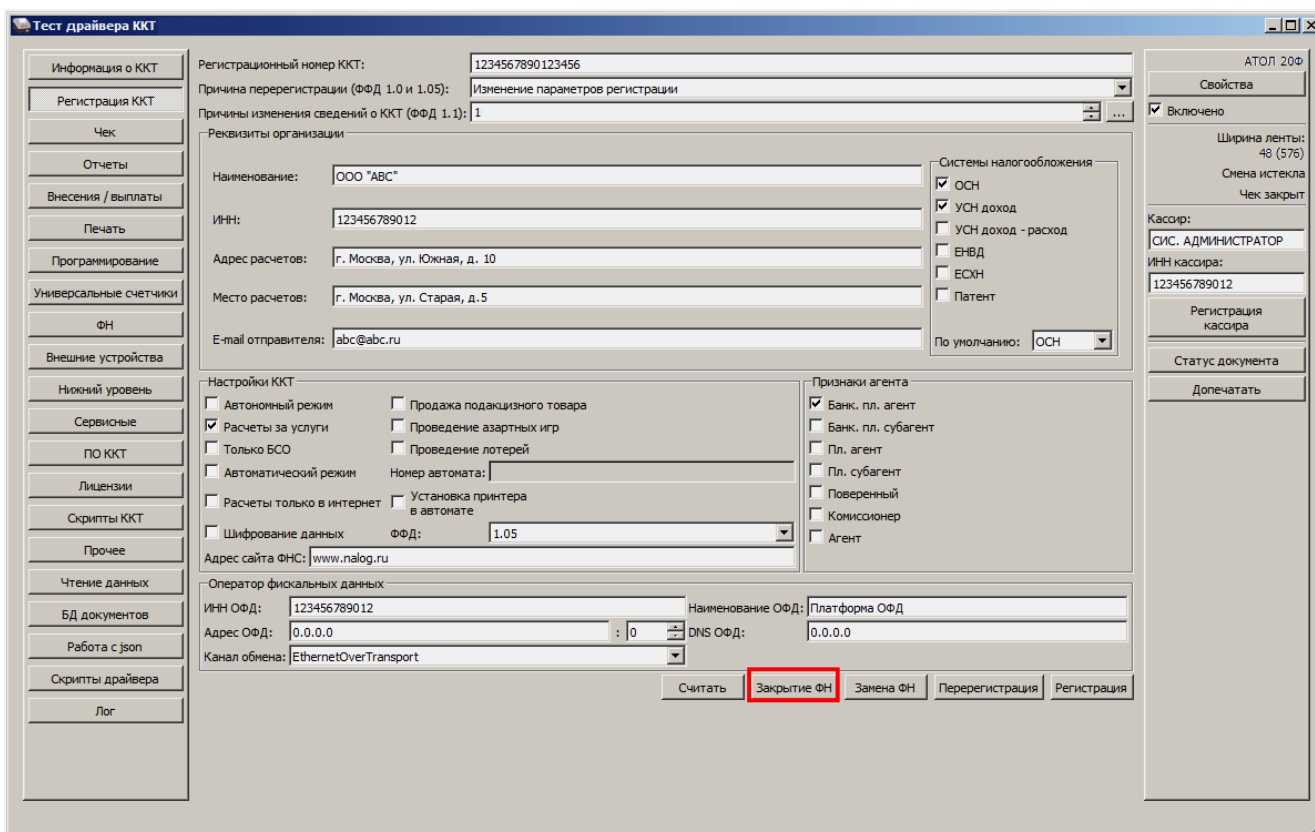 Тест драйвера ККТ
Информация о ККТ
Регистрация ККТ
Чек
Отчеты
Внесения / выплаты
Печать
Программирование
Универсальные счетчики
ФН
Внешние устройства
Нижний уровень
Сервисные
ПО ККТ
Лицензии
Скрипты ККТ
Прочее
Чтение данных
БД документов
Работа с json
Скрипты драйвера
Лог
Регистрационный номер ККТ: 1234567890123456
Причина перерегистрации (ФФД 1.0 и 1.05): Изменение параметров регистрации
Причины изменения сведений о ККТ (ФФД 1.1): 1 ...
Реквизиты организации
Наименование: ООО "АВС"
ИНН: 123456789012
Адрес расчетов: г. Москва, ул. Южная, д. 10
Место расчетов: г. Москва, ул. Старая, д.5
E-mail отправителя: abc@abc.ru
Системы налогообложения
ОСН
УСН доход
УСН доход - расход
ЕНВД
ЕСХН
Патент
По умолчанию: ОСН
Настройки ККТ
Автономный режим Продажа подакцизного товара
Расчеты за услуги Проведение азартных игр
Только БСО Проведение лотерей
Автоматический режим Номер автомата:
Расчеты только в интернет Установка принтера
в автомате
Шифрование данных ФФД: 1.05
Адрес сайта ФНС: www.nalog.ru
Признаки агента
Банк. пл. агент
Банк. пл. субагент
Пл. агент
Пл. субагент
Поверенный
Комиссионер
Агент
Оператор фискальных данных
ИНН ОФД: 123456789012 Наименование ОФД: Платформа ОФД
Адрес ОФД: 0.0.0.0 : 0 DNS ОФД: 0.0.0.0
Канал обмена: EthernetOverTransport
Считать Закрытие ФН Замена ФН Перерегистрация Регистрация
АТОЛ 20Ф
Свойства
Включено
Ширина ленты:
48 (576)
Смена истекла
Чек закрыт
Кассир:
СИС. АДМИНИСТРАТОР
ИНН кассира:
123456789012
Регистрация
кассира
Статус документа
Допечатать